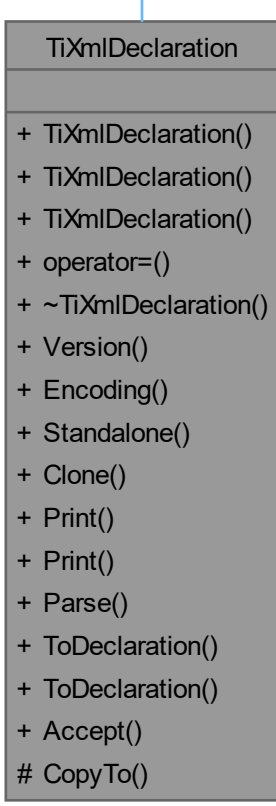 TiXmlDeclaration
+ TiXmlDeclaration()
+ TiXmlDeclaration()
+ TiXmlDeclaration()
+ operator=()
+ ~TiXmlDeclaration()
+ Version()
+ Encoding()
+ Standalone()
+ Clone()
+ Print()
+ Print()
+ Parse()
+ ToDeclaration()
+ ToDeclaration()
+ Accept()
# CopyTo()